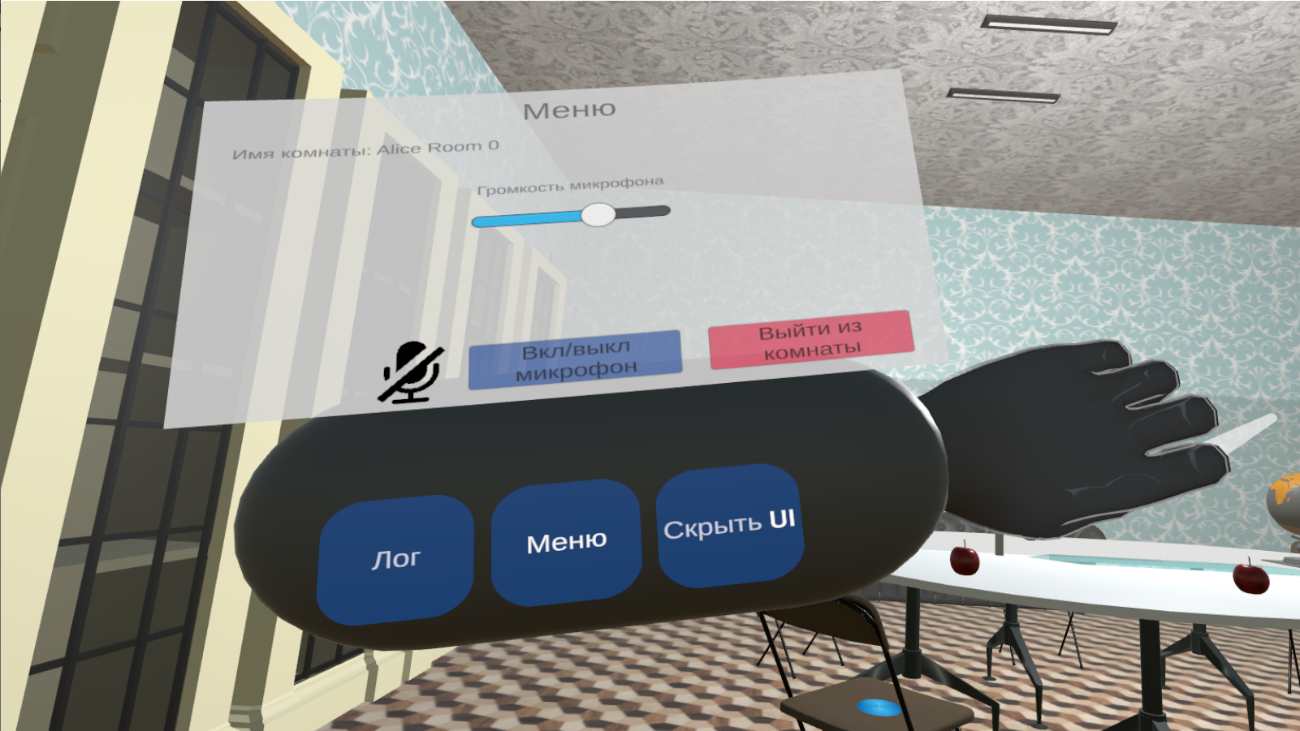 Меню
Имя комнаты: Alice Room 0
Громкость микрофона
Вкл/выкл
микрофон
Выйти из
комнаты
Лог
Меню
Скрыть UI